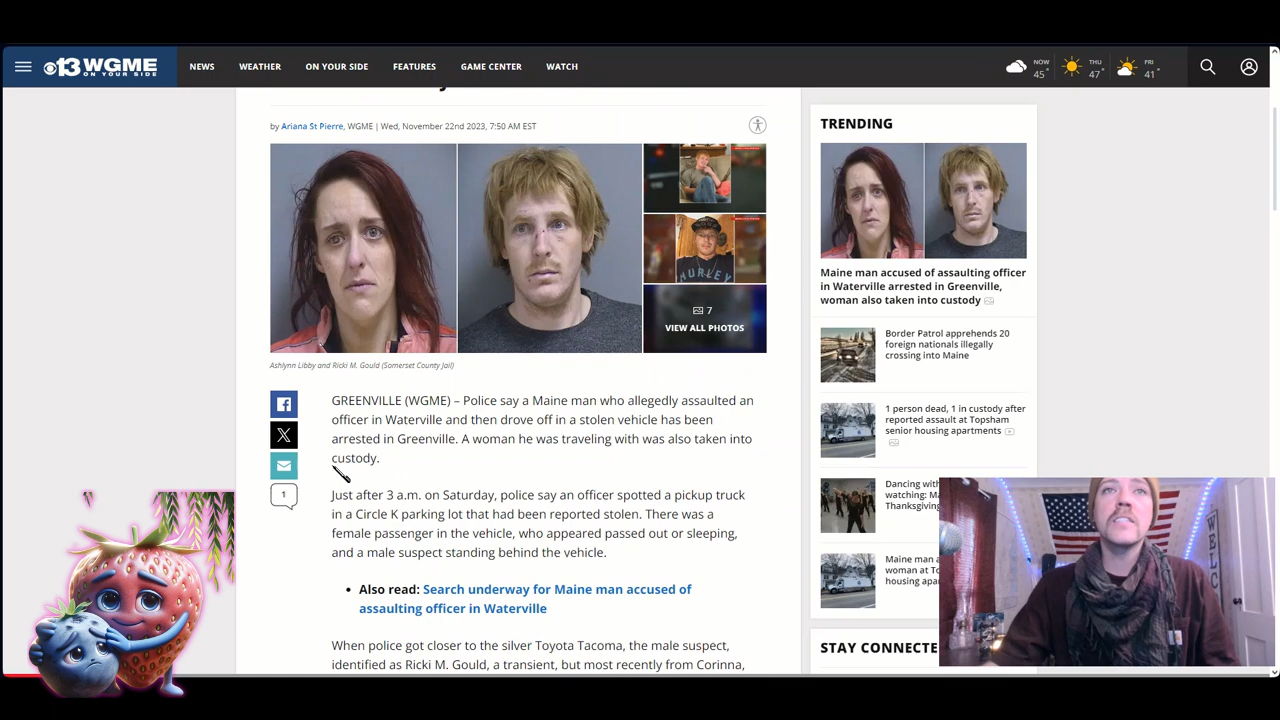 13 WGME
ON YOUR SIDE
NEWS
WEATHER
ON YOUR SIDE
FEATURES
GAME CENTER
WATCH
NOW
45°
THU
47°
FRI
41°
by Ariana St Pierre, WGME | Wed, November 22nd 2023, 7:50 AM EST
HURLEY
7
VIEW ALL PHOTOS
Ashlynn Libby and Ricki M. Gould (Somerset County Jail)
1
GREENVILLE (WGME) – Police say a Maine man who allegedly assaulted an
officer in Waterville and then drove off in a stolen vehicle has been
arrested in Greenville. A woman he was traveling with was also taken into
custody.
Just after 3 a.m. on Saturday, police say an officer spotted a pickup truck
in a Circle K parking lot that had been reported stolen. There was a
female passenger in the vehicle, who appeared passed out or sleeping,
and a male suspect standing behind the vehicle.
• Also read: Search underway for Maine man accused of
assaulting officer in Waterville
When police got closer to the silver Toyota Tacoma, the male suspect,
identified as Ricki M. Gould, a transient, but most recently from Corinna,
TRENDING
Maine man accused of assaulting officer
in Waterville arrested in Greenville,
woman also taken into custody
Border Patrol apprehends 20
foreign nationals illegally
crossing into Maine
1 person dead, 1 in custody after
reported assault at Topsham
senior housing apartments
Dancing with
watching: Ma
Thanksgiving
Maine man a
woman at To
housing apa
STAY CONNECTE